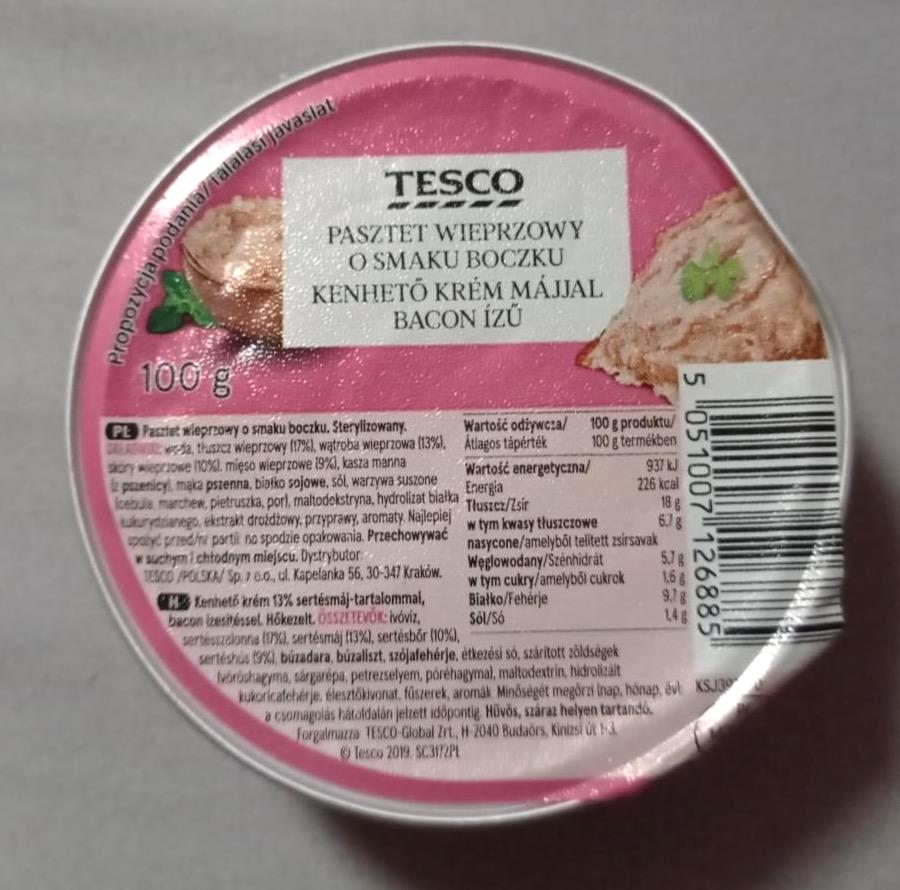 Propozycja podania/Tálalási javaslat
TESCO
PASZTET WIEPRZOWY
O SMAKU BOCZKU
KENHETŐ KRÉM MÁJJAL
BACON ÍZŰ
100 g
PL Pasztet wieprzowy o smaku boczku. Sterylizowany.
woda, tłuszcz wieprzowy (17%), wątroba wieprzowa (13%),
skóry wieprzowe (10%), mięso wieprzowe (9%), kasza manna
(z pszenicy), mąka pszenna, białko sojowe, sól, warzywa suszone
(cebula, marchew, pietruszka, por), maltodekstryna, hydrolizat białka
kukurydzianego, ekstrakt drożdżowy, przyprawy, aromaty. Najlepiej
spożyć przed/nr partii: na spodzie opakowania. Przechowywać
w suchym i chłodnym miejscu. Dystrybutor:
TESCO /POLSKA/ Sp. z o.o., ul. Kapelanka 56, 30-347 Kraków.
H Kenhető krém 13% sertésmáj-tartalommal,
bacon ízesítéssel. Hőkezelt. ÖSSZETEVŐK: ivóvíz,
sertésszalonna (17%), sertésmáj (13%), sertésbőr (10%),
sertéshús (9%), búzadara, búzaliszt, szójafehérje, étkezési só, szárított zöldségek
(vöröshagyma, sárgarépa, petrezselyem, póréhagyma), maltodextrin, hidrolizált
kukoricafehérje, élesztőkivonat, fűszerek, aromák. Minőségét megőrzi (nap, hónap, év):
a csomagolás hátoldalán jelzett időpontig. Hűvös, száraz helyen tartandó.
Forgalmazza: TESCO-Global Zrt., H-2040 Budaörs, Kinizsi út 1-3.
© Tesco 2019. SC3172PL
Wartość odżywcza/ 100 g produktu/
Átlagos tápérték 100 g termékben
Wartość energetyczna/ 937 kJ
Energia 226 kcal
Tłuszcz/Zsír 18 g
w tym kwasy tłuszczowe 6,7 g
nasycone/amelyből telített zsírsavak
Węglowodany/Szénhidrát 5,7 g
w tym cukry/amelyből cukrok 1,6 g
Białko/Fehérje 9,7 g
Sól/Só 1,4 g
5 051007 126885